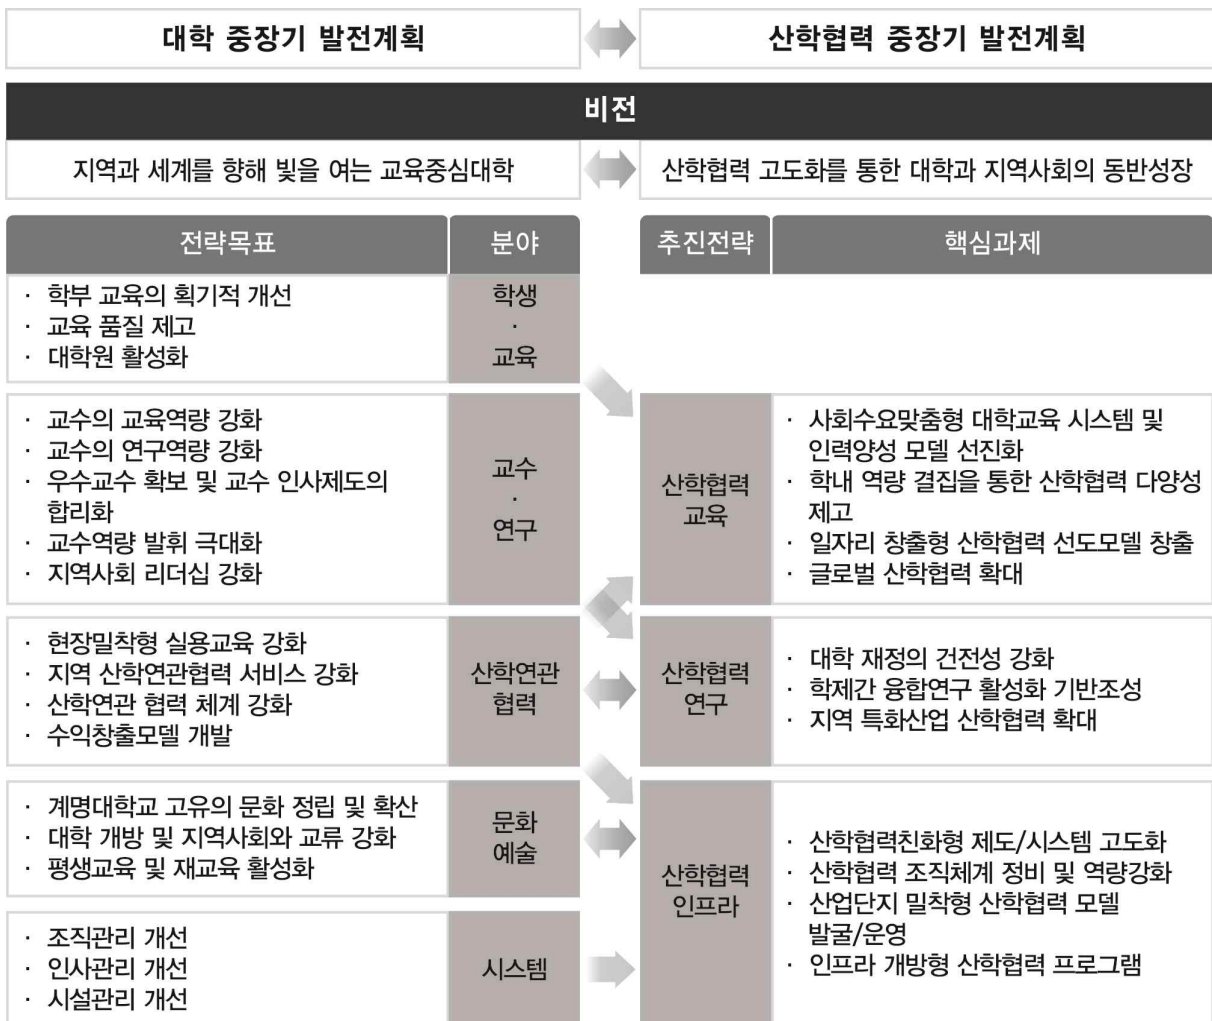 대학 중장기 발전계획
산학협력 중장기 발전계획
비전
지역과 세계를 향해 빛을 여는 교육중심대학
산학협력 고도화를 통한 대학과 지역사회의 동반성장
전략목표
분야
· 학부 교육의 획기적 개선
· 교육 품질 제고
· 대학원 활성화
학생
·
교육
· 교수의 교육역량 강화
· 교수의 연구역량 강화
· 우수교수 확보 및 교수 인사제도의
합리화
· 교수역량 발휘 극대화
· 지역사회 리더십 강화
교수
·
연구
· 현장밀착형 실용교육 강화
· 지역 산학연관협력 서비스 강화
· 산학연관 협력 체계 강화
· 수익창출모델 개발
산학연관
협력
· 계명대학교 고유의 문화 정립 및 확산
· 대학 개방 및 지역사회와 교류 강화
· 평생교육 및 재교육 활성화
문화
예술
· 조직관리 개선
· 인사관리 개선
· 시설관리 개선
시스템
추진전략
핵심과제
산학협력
교육
· 사회수요맞춤형 대학교육 시스템 및
인력양성 모델 선진화
· 학내 역량 결집을 통한 산학협력 다양성
제고
· 일자리 창출형 산학협력 선도모델 창출
· 글로벌 산학협력 확대
산학협력
연구
· 대학 재정의 건전성 강화
· 학제간 융합연구 활성화 기반조성
· 지역 특화산업 산학협력 확대
산학협력
인프라
· 산학협력친화형 제도/시스템 고도화
· 산학협력 조직체계 정비 및 역량강화
· 산업단지 밀착형 산학협력 모델
발굴/운영
· 인프라 개방형 산학협력 프로그램